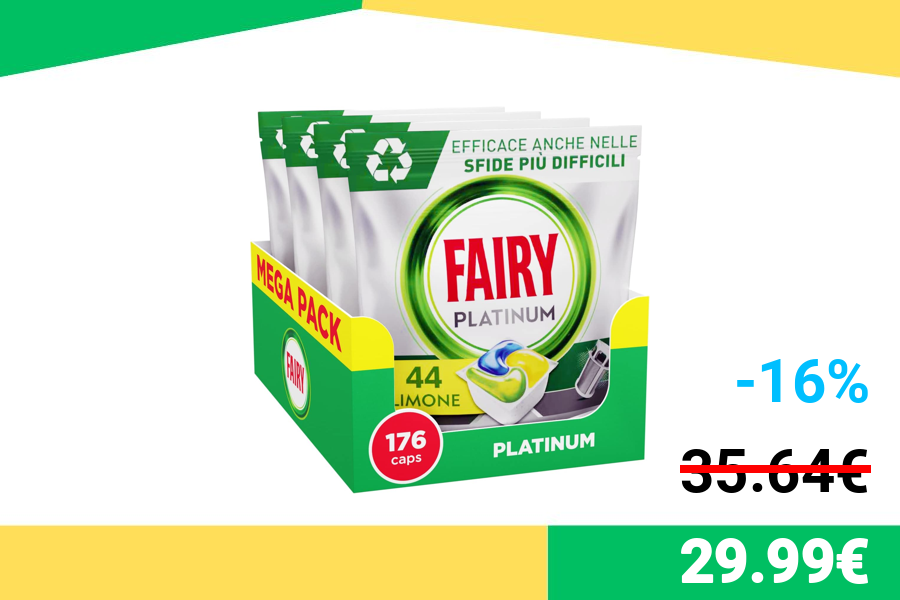 EFFICACE ANCHE NELLE
SFIDE PIÙ DIFFICILI
FAIRY
PLATINUM
MEGA PACK
FAIRY
44
LIMONE
176
caps
PLATINUM
-16%
35.64€
29.99€